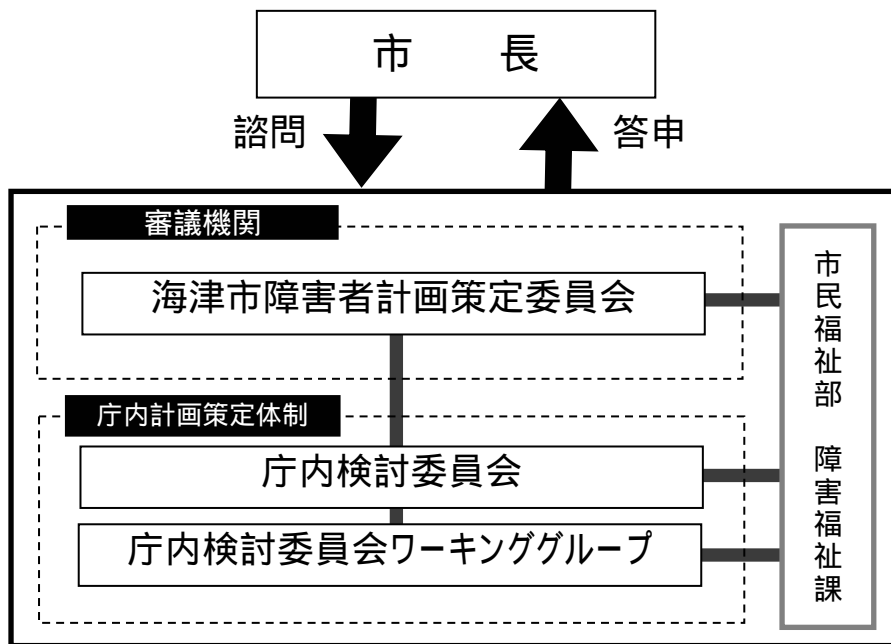 市　長
諮問
答申
審議機関
海津市障害者計画策定委員会
庁内計画策定体制
庁内検討委員会
庁内検討委員会ワーキンググループ
市民福祉部　障害福祉課